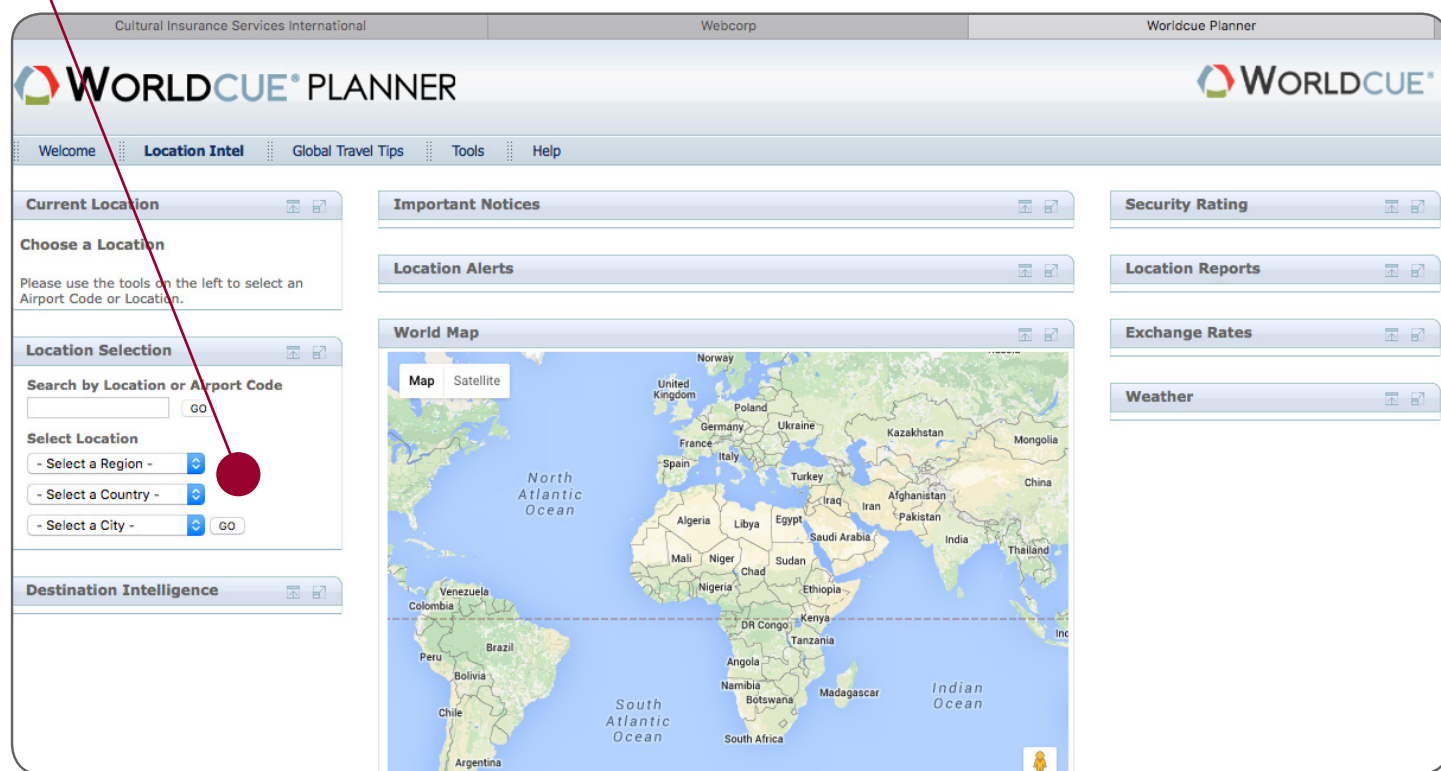 Cultural Insurance Services International
Webcorp
Worldcue Planner
WORLDCUE® PLANNER
WORLDCUE®
Welcome
Location Intel
Global Travel Tips
Tools
Help
Current Location
Choose a Location
Please use the tools on the left to select an
Airport Code or Location.
Location Selection
Search by Location or Airport Code
GO
Select Location
- Select a Region -
- Select a Country -
- Select a City -
GO
Destination Intelligence
Important Notices
Location Alerts
World Map
Map
Satellite
Norway
United
Kingdom
Poland
Germany
Ukraine
Kazakhstan
Mongolia
France
Italy
Spain
Turkey
China
North
Atlantic
Ocean
Iraq
Iran
Afghanistan
Pakistan
Algeria
Libya
Egypt
Saudi Arabia
India
Thailand
Mali
Niger
Chad
Sudan
Nigeria
Ethiopia
Venezuela
Colombia
DR Congo
Kenya
Tanzania
Peru
Brazil
Bolivia
Angola
Namibia
Botswana
Madagascar
Indian
Ocean
Chile
South
Atlantic
Ocean
South Africa
Argentina
Security Rating
Location Reports
Exchange Rates
Weather